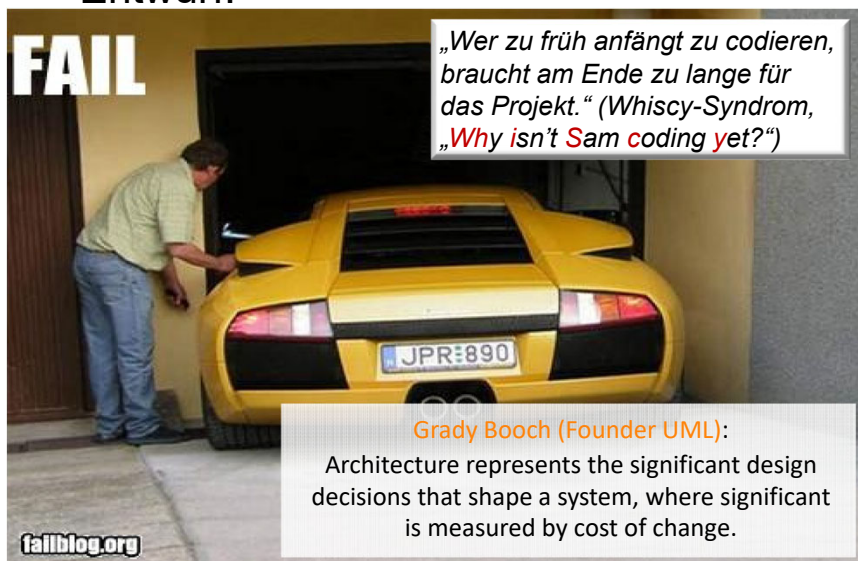 Entwurf
FAIL
„Wer zu früh anfängt zu codieren,
braucht am Ende zu lange für
das Projekt.“ (Whiscy-Syndrom,
„Why isn’t Sam coding yet?“)
JPR:890
Grady Booch (Founder UML):
Architecture represents the significant design
decisions that shape a system, where significant
is measured by cost of change.
failblog.org